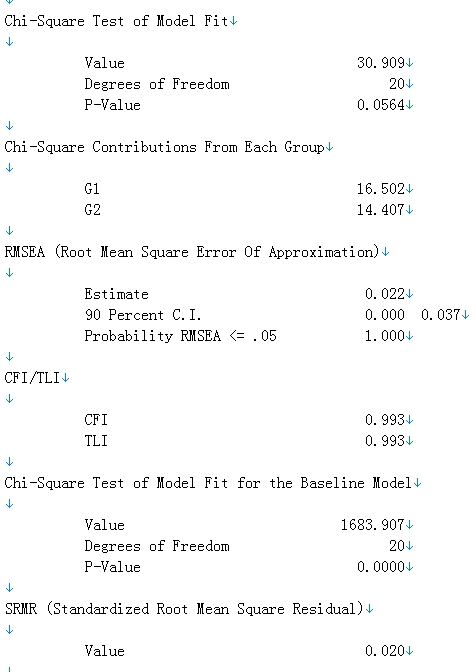 Chi-Square Test of Model Fit↓
↓
Value 30.909↓
Degrees of Freedom 20↓
P-Value 0.0564↓
↓
Chi-Square Contributions From Each Group↓
↓
G1 16.502↓
G2 14.407↓
↓
RMSEA (Root Mean Square Error Of Approximation)↓
↓
Estimate 0.022↓
90 Percent C.I. 0.000 0.037↓
Probability RMSEA <= .05 1.000↓
↓
CFI/TLI↓
↓
CFI 0.993↓
TLI 0.993↓
↓
Chi-Square Test of Model Fit for the Baseline Model↓
↓
Value 1683.907↓
Degrees of Freedom 20↓
P-Value 0.0000↓
↓
SRMR (Standardized Root Mean Square Residual)↓
↓
Value 0.020↓